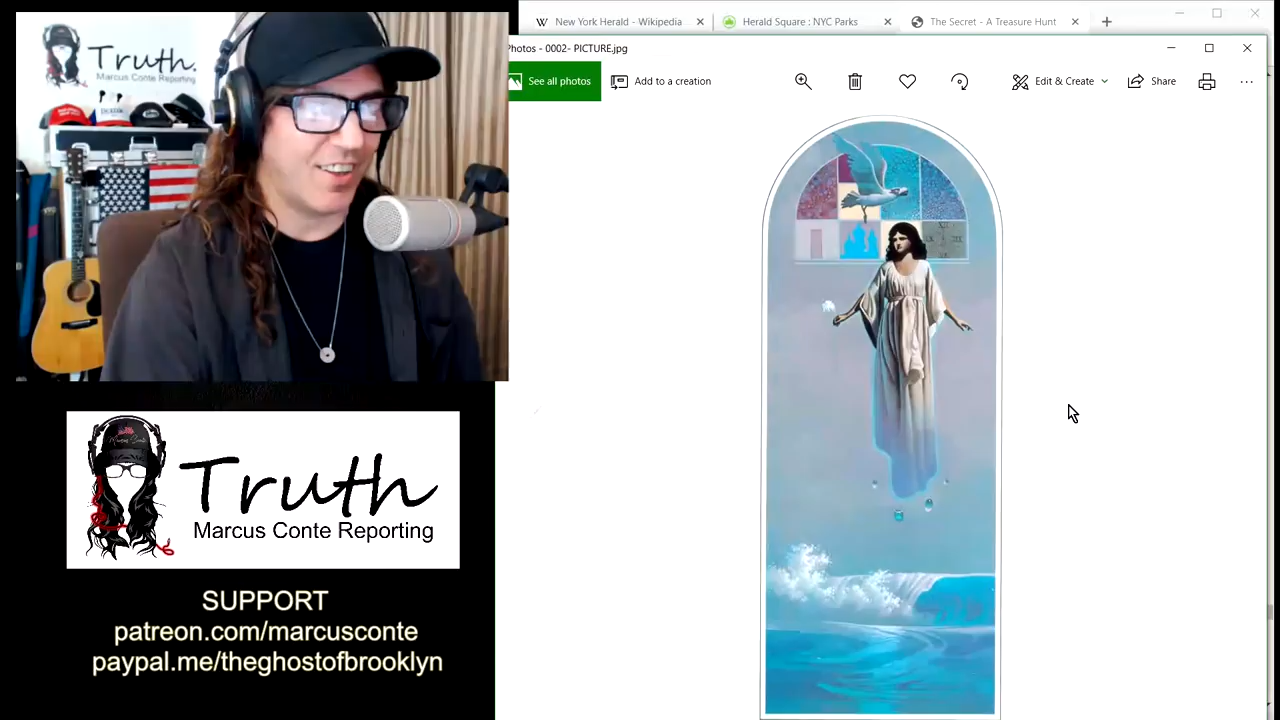 Truth.
Marcus Conte Reporting
New York Herald - Wikipedia
Herald Square : NYC Parks
The Secret - A Treasure Hunt
Photos - 0002- PICTURE.jpg
See all photos
Add to a creation
Edit & Create
Share
XII
III
Truth
Marcus Conte Reporting
SUPPORT
patreon.com/marcusconte
paypal.me/theghostofbrooklyn